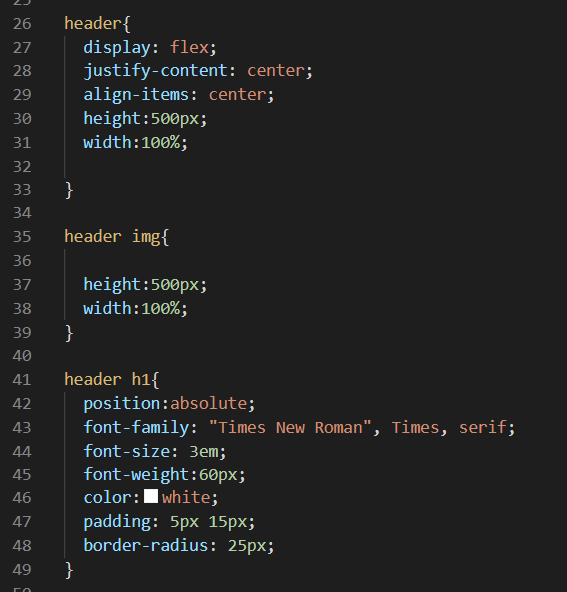 26 header{
27 display: flex;
28 justify-content: center;
29 align-items: center;
30 height:500px;
31 width:100%;
32
33 }
34
35 header img{
36
37 height:500px;
38 width:100%;
39 }
40
41 header h1{
42 position:absolute;
43 font-family: "Times New Roman", Times, serif;
44 font-size: 3em;
45 font-weight:60px;
46 color:white;
47 padding: 5px 15px;
48 border-radius: 25px;
49 }